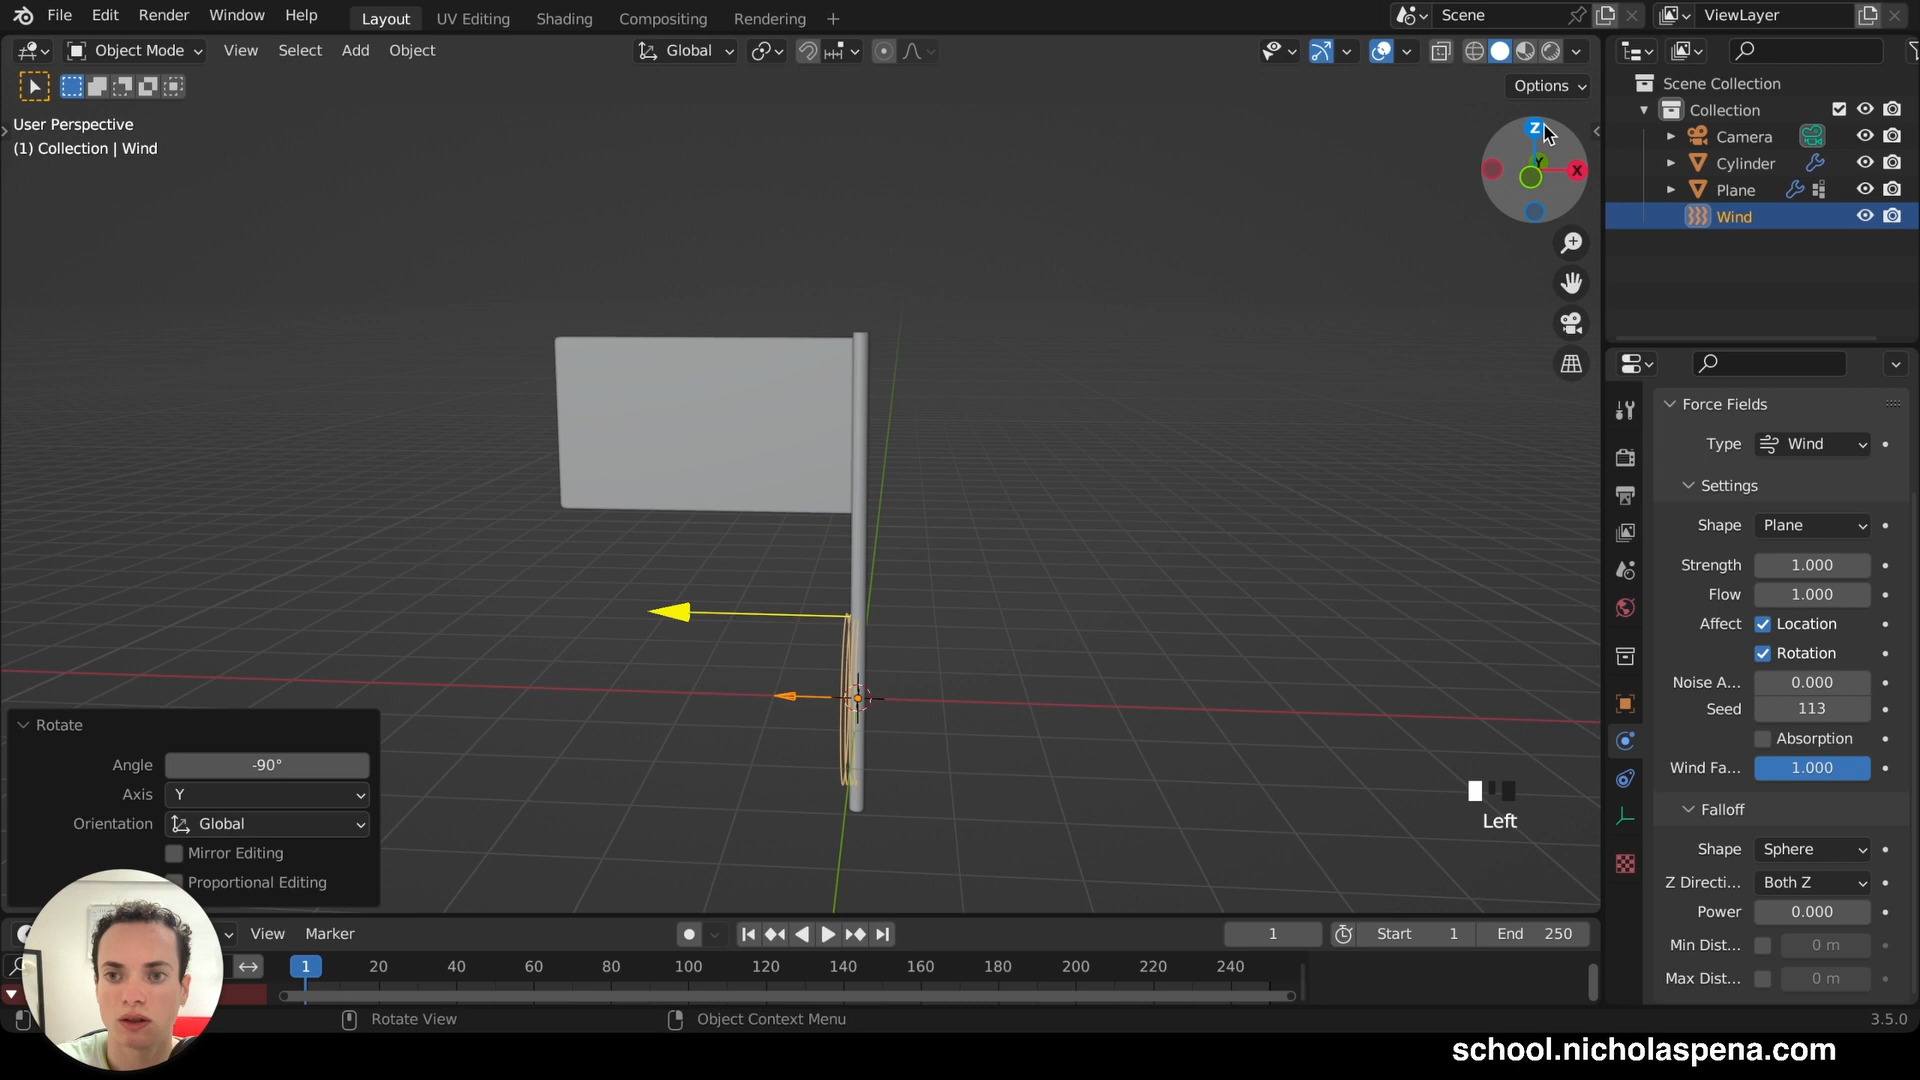 File Edit Render Window Help Layout UV Editing Shading Compositing Rendering + Scene ViewLayer
Object Mode View Select Add Object Global
Options
User Perspective
(1) Collection | Wind
Z
Y
X
Scene Collection
Collection
Camera
Cylinder
Plane
Wind
Force Fields
Type Wind
Settings
Shape Plane
Strength 1.000
Flow 1.000
Affect Location
Rotation
Noise A... 0.000
Seed 113
Absorption
Wind Fa... 1.000
Falloff
Shape Sphere
Z Directi... Both Z
Power 0.000
Min Dist... 0 m
Max Dist... 0 m
Rotate
Angle -90°
Axis Y
Orientation Global
Mirror Editing
Proportional Editing
Left
View Marker 1 Start 1 End 250
1 20 40 60 80 100 120 140 160 180 200 220 240
Rotate View Object Context Menu 3.5.0
school.nicholaspena.com